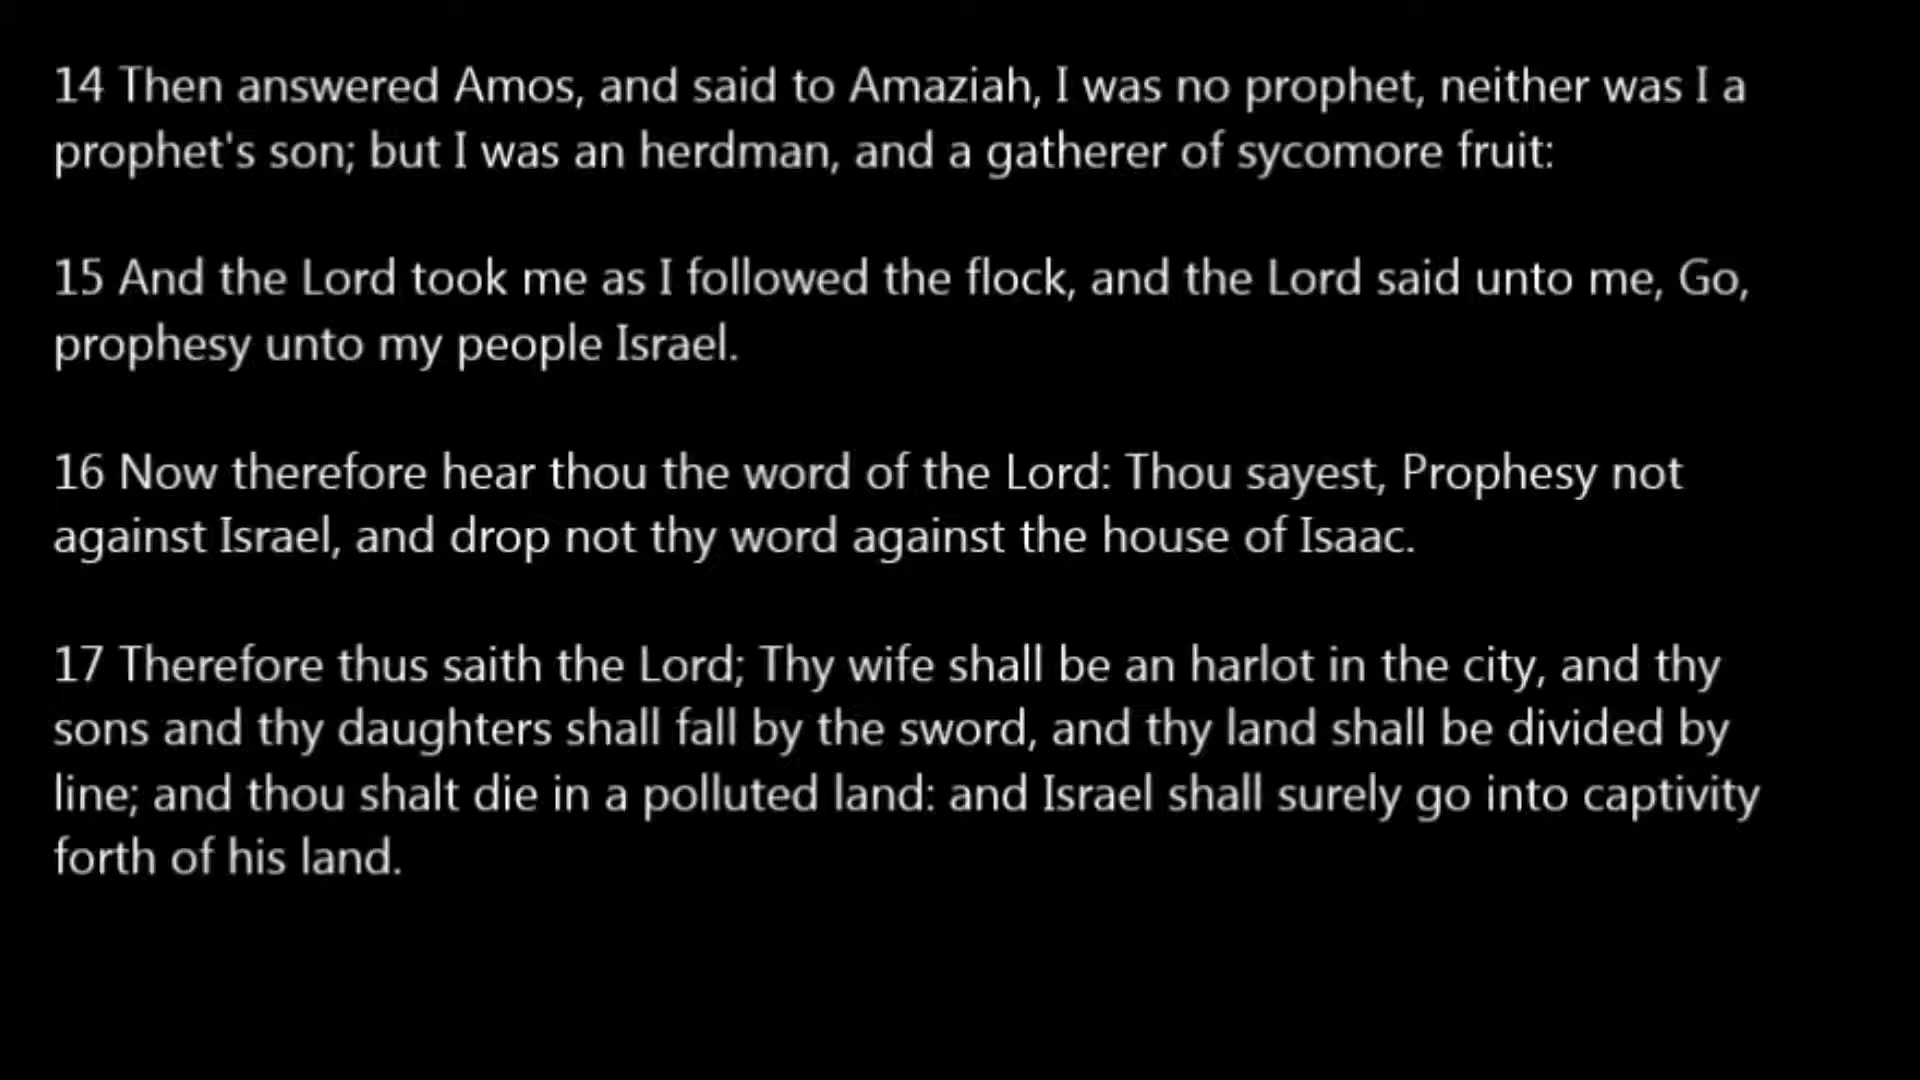 14 Then answered Amos, and said to Amaziah, I was no prophet, neither was I a
prophet's son; but I was an herdman, and a gatherer of sycomore fruit:
15 And the Lord took me as I followed the flock, and the Lord said unto me, Go,
prophesy unto my people Israel.
16 Now therefore hear thou the word of the Lord: Thou sayest, Prophesy not
against Israel, and drop not thy word against the house of Isaac.
17 Therefore thus saith the Lord; Thy wife shall be an harlot in the city, and thy
sons and thy daughters shall fall by the sword, and thy land shall be divided by
line; and thou shalt die in a polluted land: and Israel shall surely go into captivity
forth of his land.